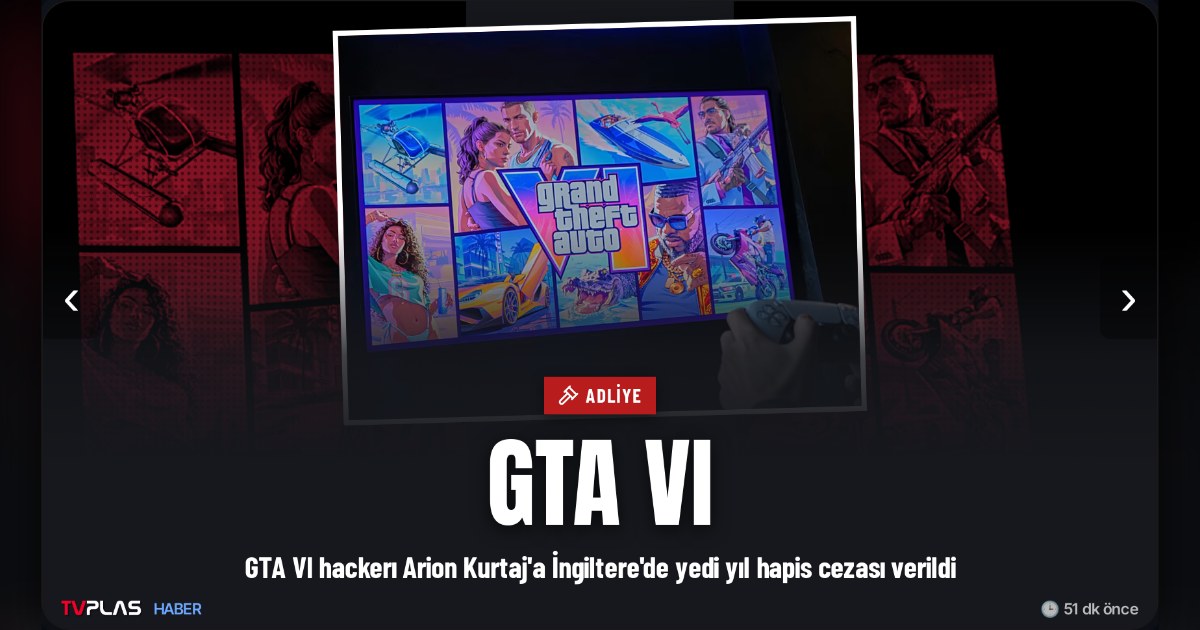 grand
theft
auto
VI
ADLİYE
GTA VI
GTA VI hackerı Arion Kurtaj'a İngiltere'de yedi yıl hapis cezası verildi
TVPLAS HABER
51 dk önce